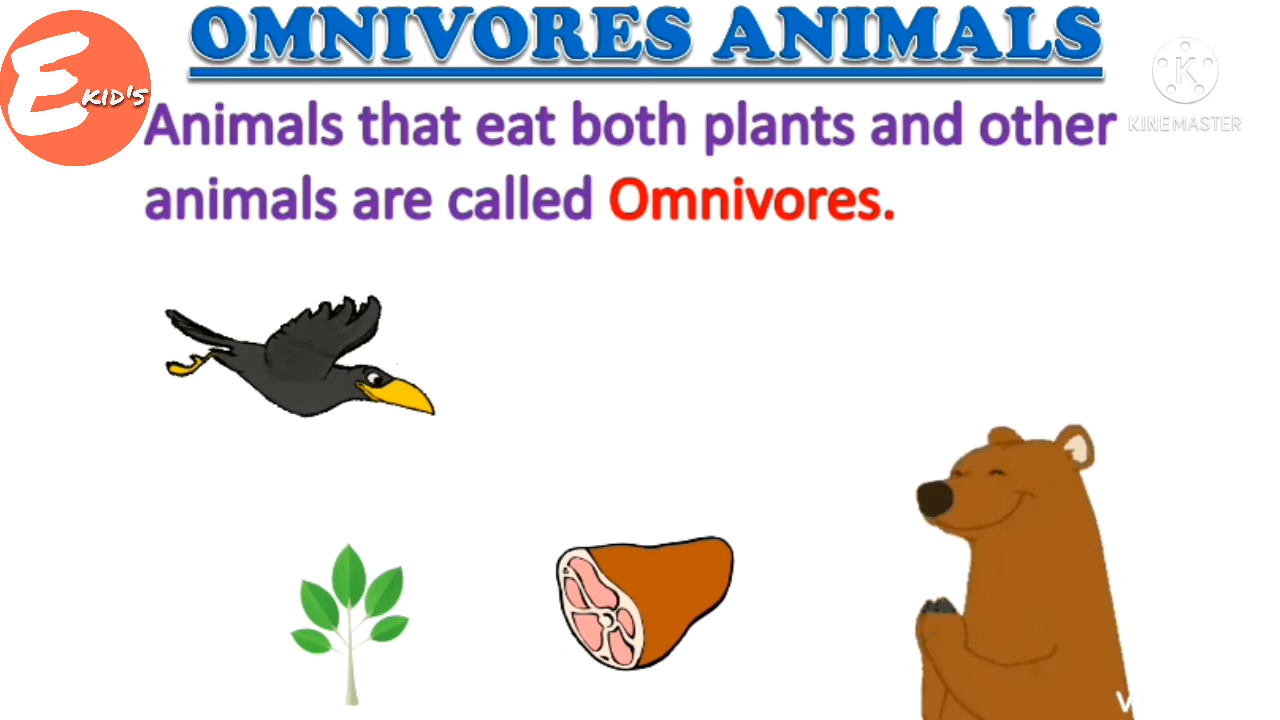 OMNIVORES ANIMALS
E KID'S
K
KINEMASTER
Animals that eat both plants and other
animals are called Omnivores.